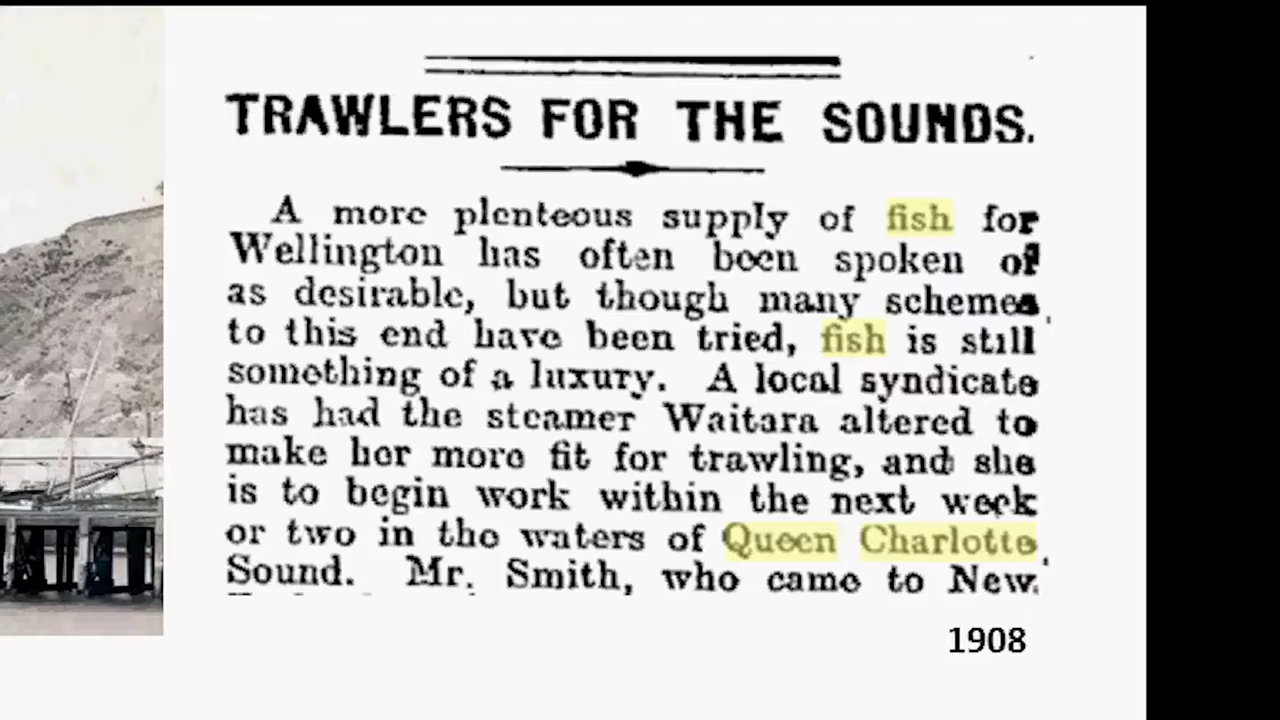 TRAWLERS FOR THE SOUNDS.
A more plenteous supply of fish for
Wellington has often been spoken of
as desirable, but though many schemes
to this end have been tried, fish is still
something of a luxury. A local syndicate
has had the steamer Waitara altered to
make her more fit for trawling, and she
is to begin work within the next week
or two in the waters of Queen Charlotte
Sound. Mr. Smith, who came to New
1908